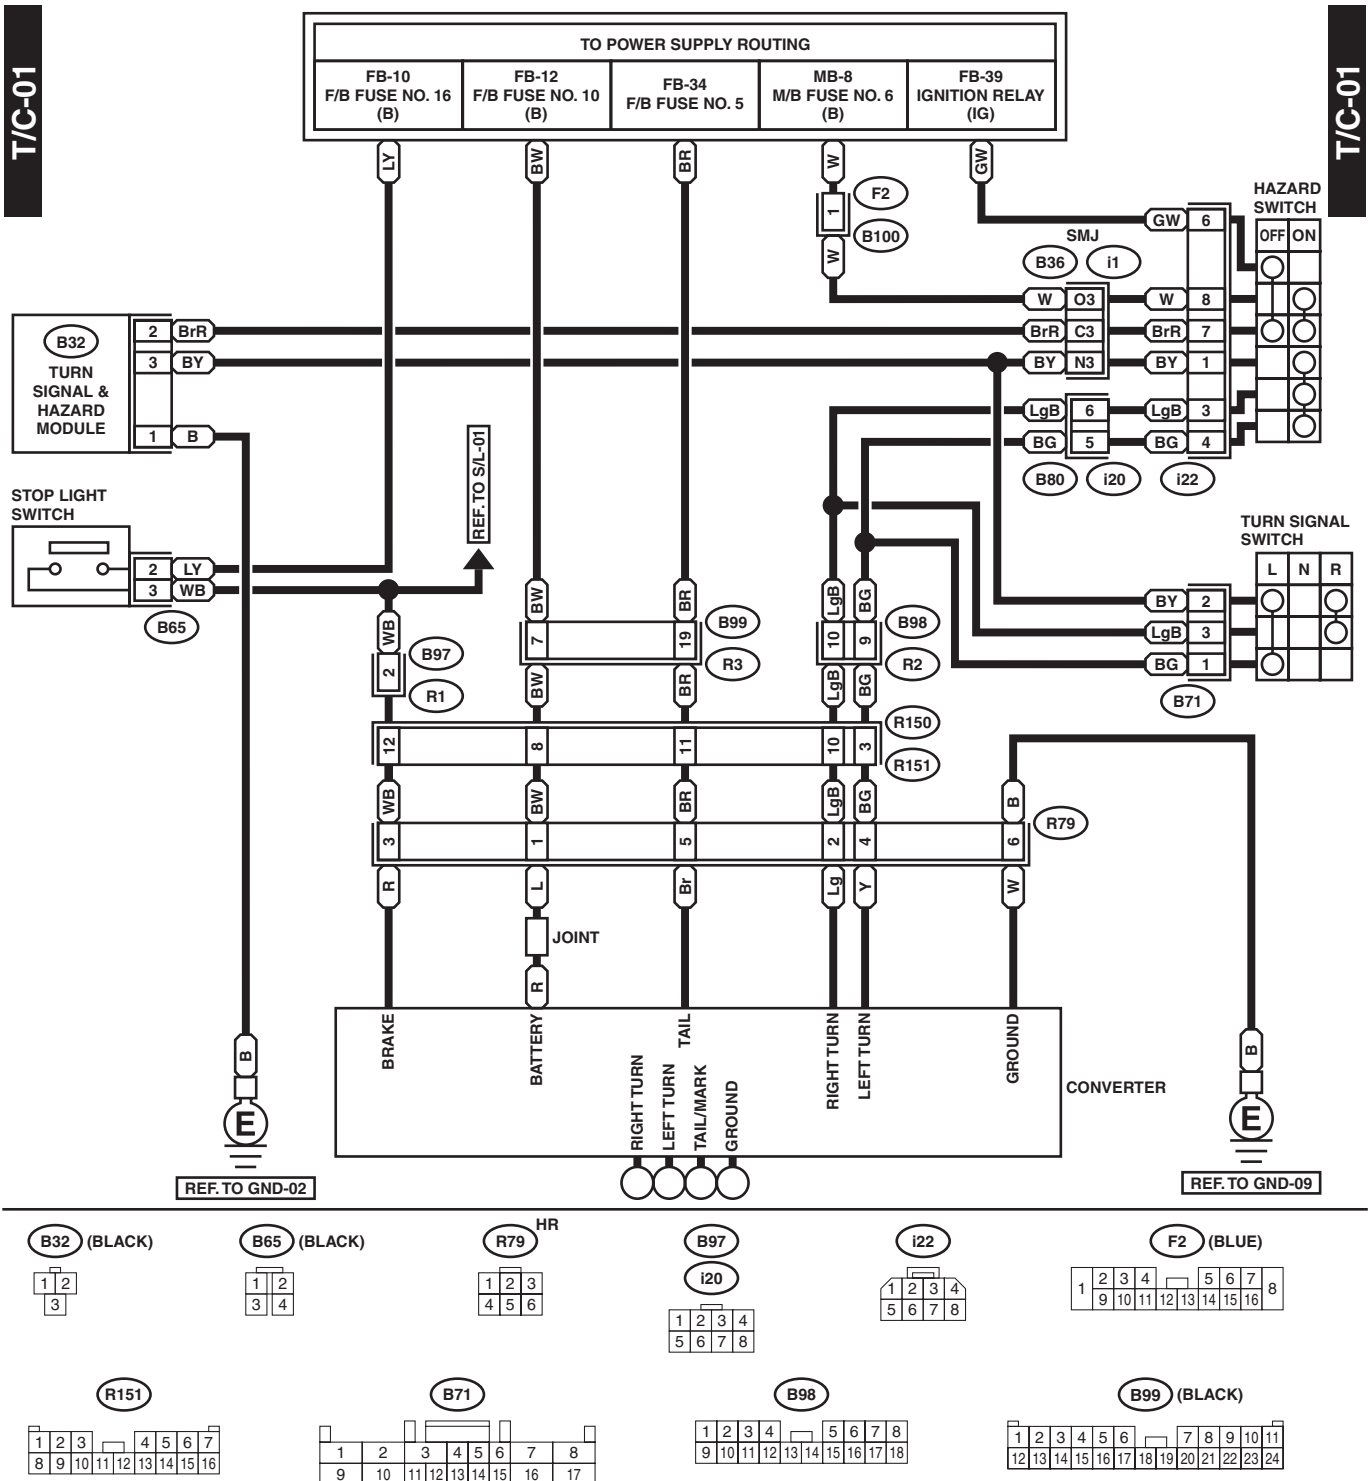 T/C-01
T/C-01
TO POWER SUPPLY ROUTING
FB-10
F/B FUSE NO. 16
(B)
FB-12
F/B FUSE NO. 10
(B)
FB-34
F/B FUSE NO. 5
MB-8
M/B FUSE NO. 6
(B)
FB-39
IGNITION RELAY
(IG)
LY
BW
BR
W
GW
1
F2
B100
W
HAZARD
SWITCH
OFF ON
GW 6
SMJ
B36 i1
W O3 W 8
BrR C3 BrR 7
BY N3 BY 1
LgB 6 LgB 3
BG 5 BG 4
B80 i20 i22
B32
TURN
SIGNAL &
HAZARD
MODULE
2 BrR
3 BY
1 B
STOP LIGHT
SWITCH
2 LY
3 WB
B65
REF. TO S/L-01
TURN SIGNAL
SWITCH
L N R
BY 2
LgB 3
BG 1
B71
WB
BW
BR
LgB
BG
2
B97
R1
7
19
B99
R3
10
9
B98
R2
BW
BR
LgB
BG
12
8
11
10
3
R150
R151
WB
BW
BR
LgB
BG
B
3
1
5
2
4
6
R79
R
L
Br
Lg
Y
W
JOINT
R
BRAKE
BATTERY
TAIL
RIGHT TURN
LEFT TURN
GROUND
RIGHT TURN
LEFT TURN
TAIL/MARK
GROUND
CONVERTER
B
E
REF. TO GND-02
B
E
REF. TO GND-09
B32 (BLACK)
1 2
3
B65 (BLACK)
1 2
3 4
R79 HR
1 2 3
4 5 6
B97
i20
1 2 3 4
5 6 7 8
i22
1 2 3 4
5 6 7 8
F2 (BLUE)
1 2 3 4 5 6 7 8
9 10 11 12 13 14 15 16
R151
1 2 3 4 5 6 7
8 9 10 11 12 13 14 15 16
B71
1 2 3 4 5 6 7 8
9 10 11 12 13 14 15 16 17
B98
1 2 3 4 5 6 7 8
9 10 11 12 13 14 15 16 17 18
B99 (BLACK)
1 2 3 4 5 6 7 8 9 10 11
12 13 14 15 16 17 18 19 20 21 22 23 24